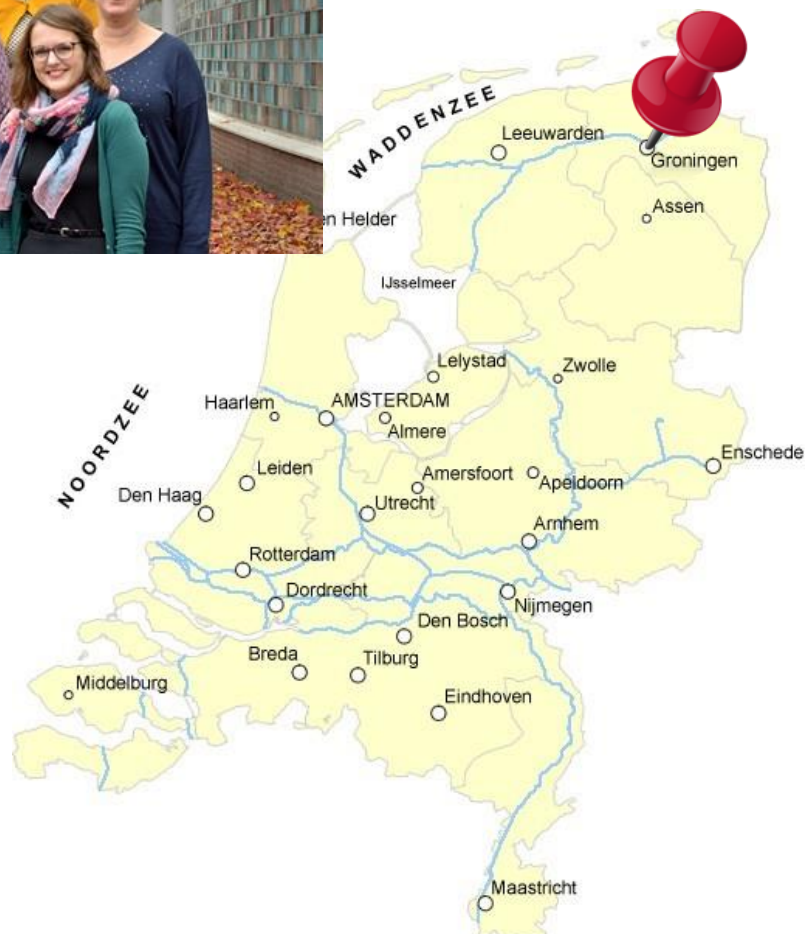 WADDENZEE
Leeuwarden
Groningen
en Helder
Assen
IJsselmeer
Lelystad
Zwolle
NOORDZEE
Haarlem
AMSTERDAM
Almere
Enschede
Leiden
Amersfoort
Apeldoorn
Den Haag
Utrecht
Arnhem
Rotterdam
Dordrecht
Nijmegen
Den Bosch
Breda
Tilburg
Middelburg
Eindhoven
Maastricht